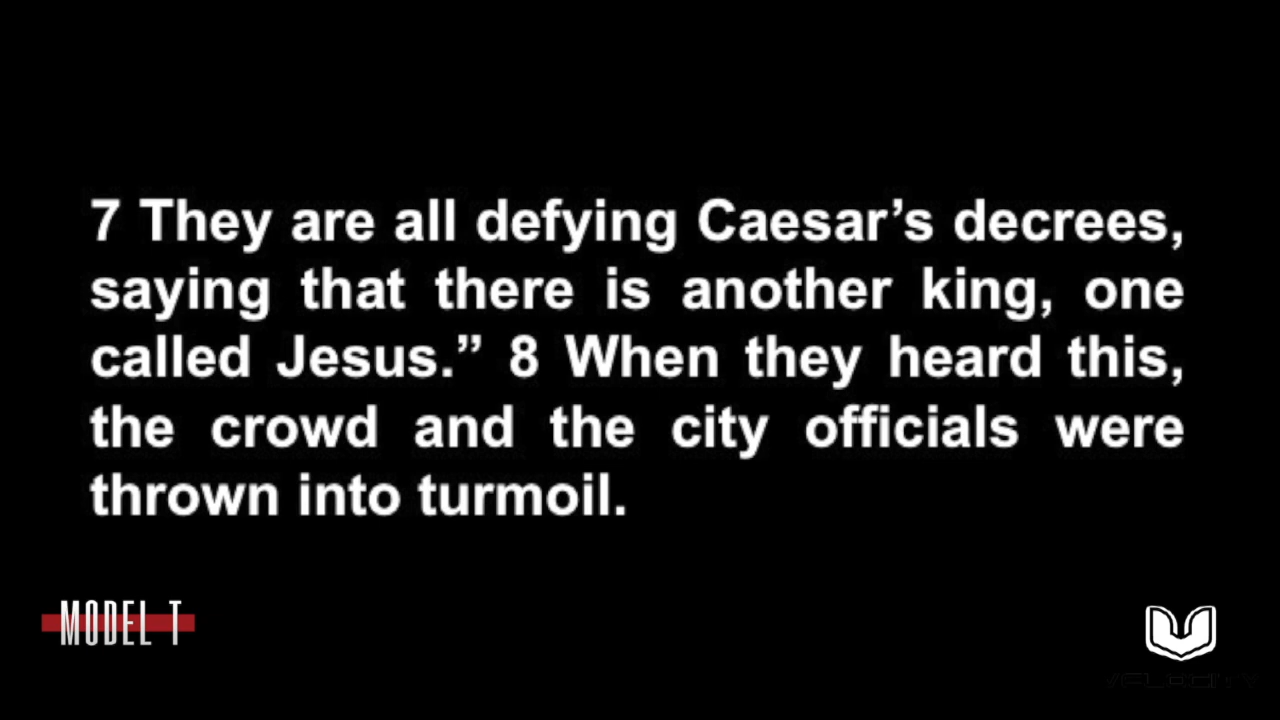 7 They are all defying Caesar’s decrees,
saying that there is another king, one
called Jesus.” 8 When they heard this,
the crowd and the city officials were
thrown into turmoil.
MODEL T
VELOCITY